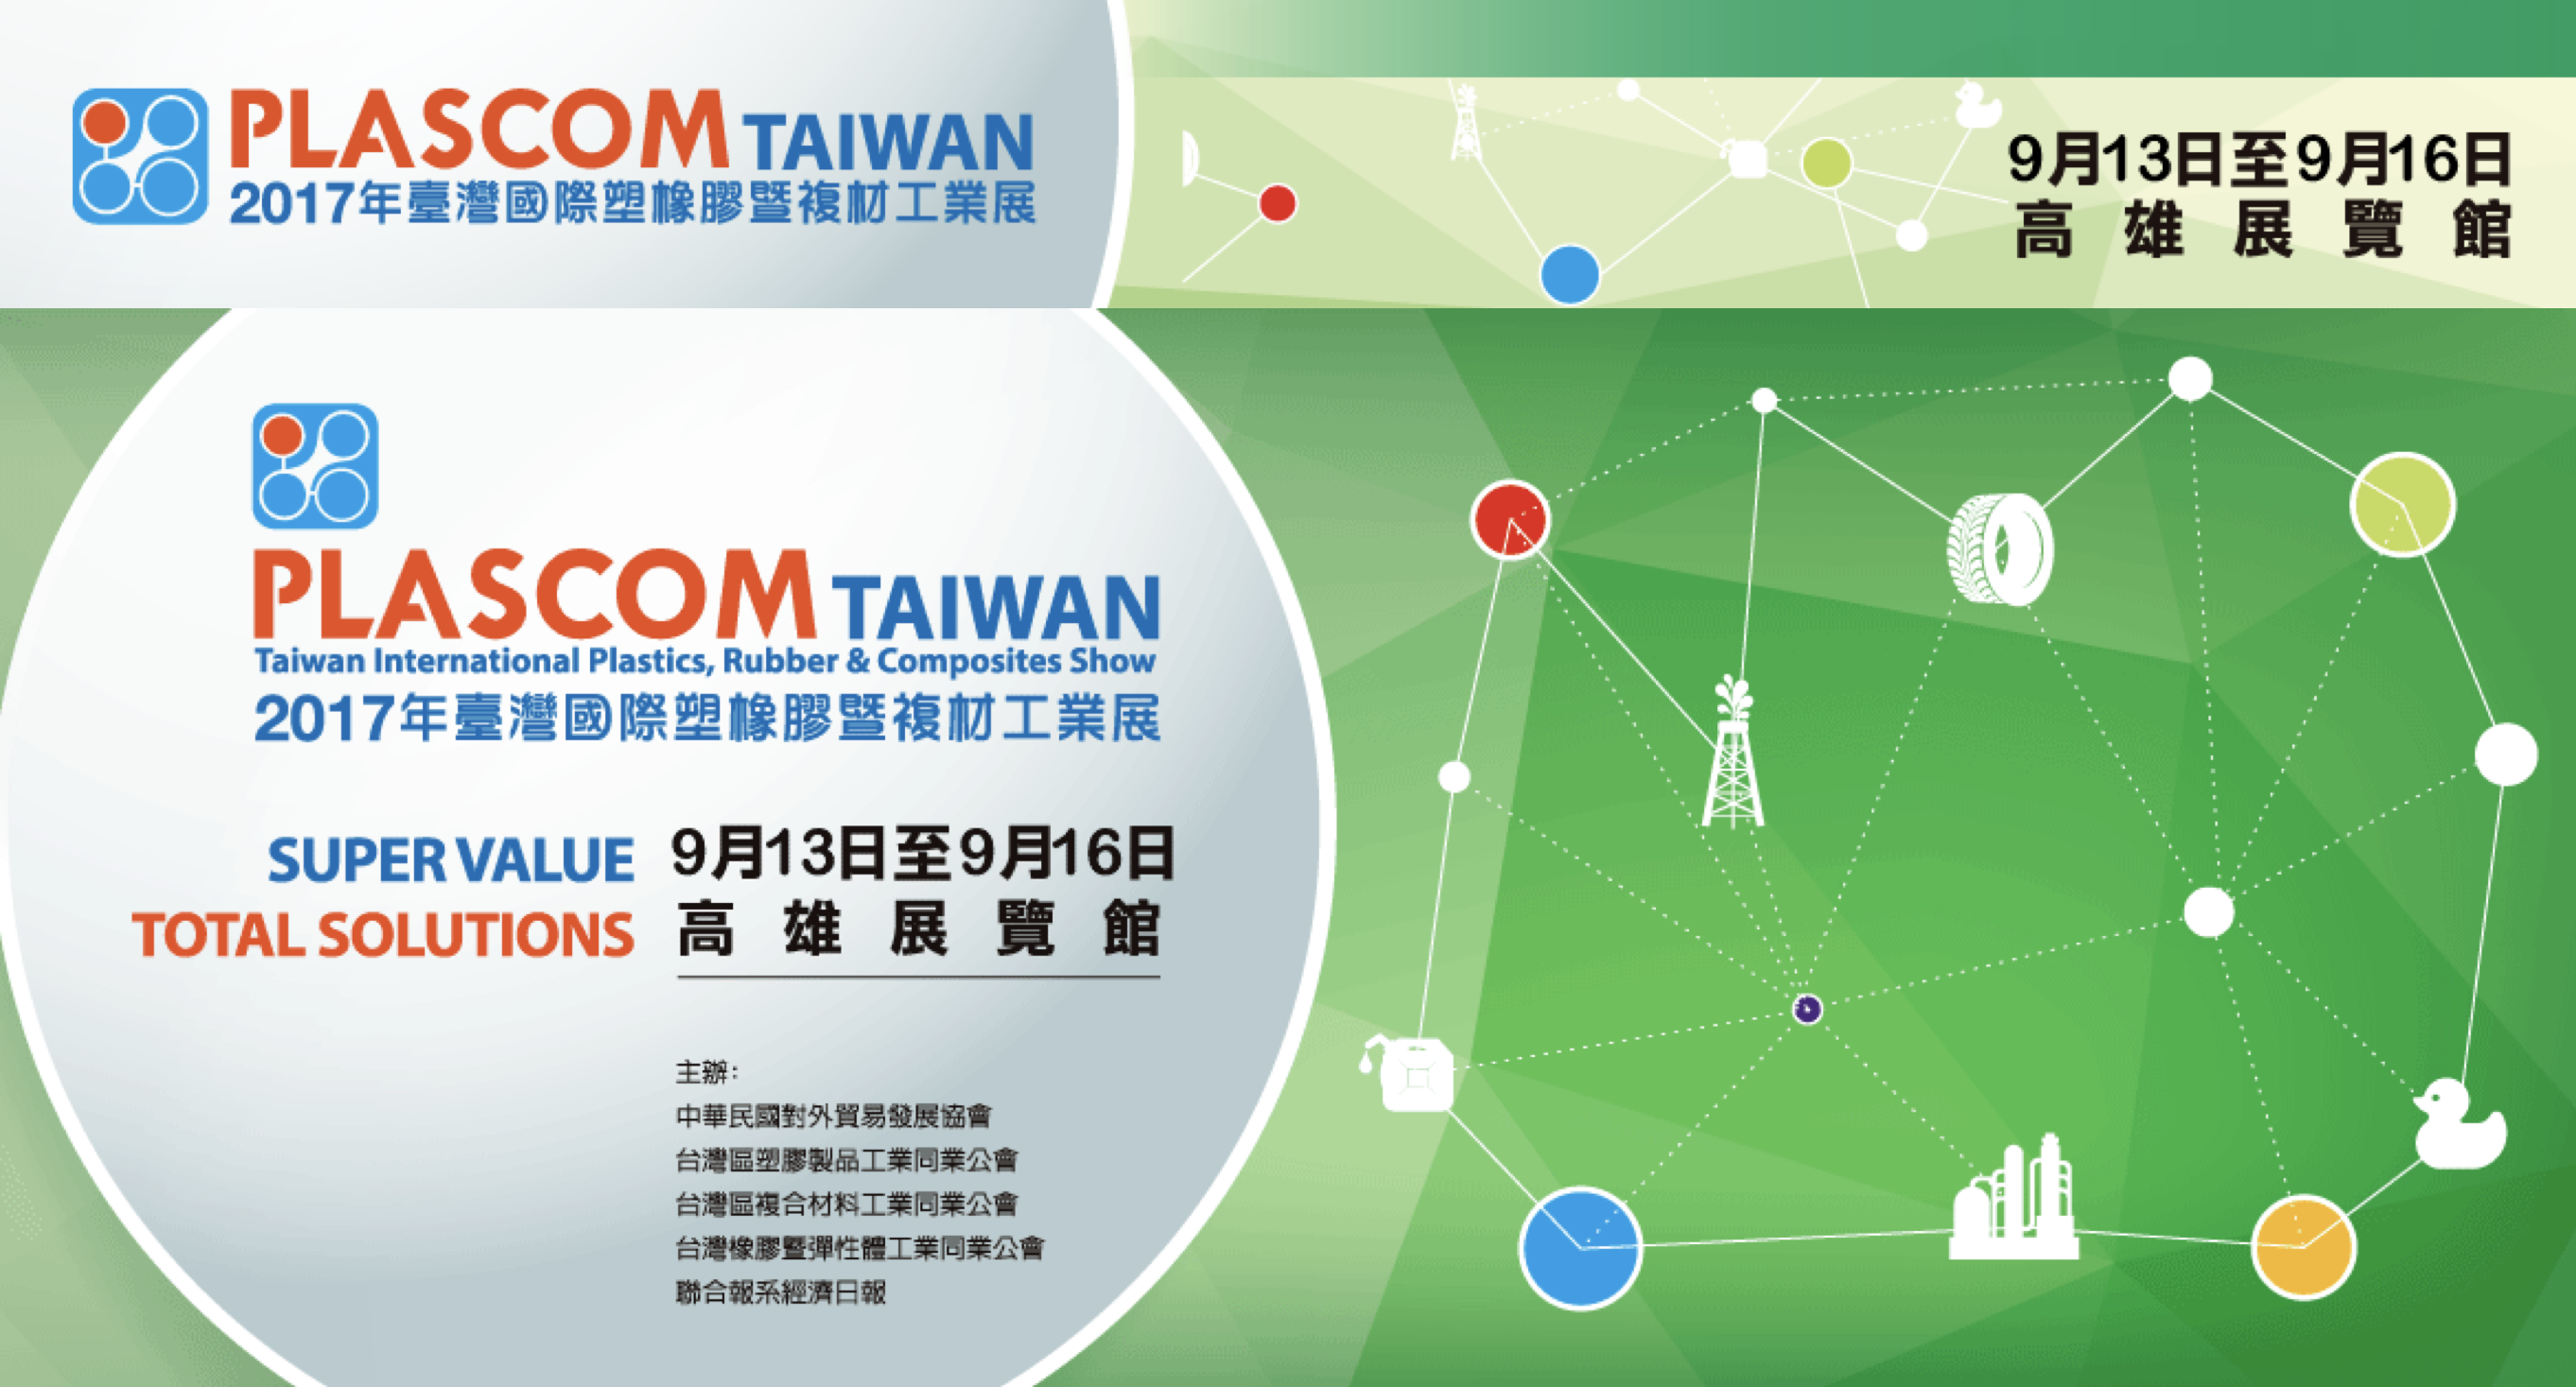 PLASCOM TAIWAN
2017年臺灣國際塑橡膠暨複材工業展
9月13日至9月16日
高雄展覽館
PLASCOM TAIWAN
Taiwan International Plastics, Rubber & Composites Show
2017年臺灣國際塑橡膠暨複材工業展
SUPER VALUE
TOTAL SOLUTIONS
9月13日至9月16日
高雄展覽館
主辦：
中華民國對外貿易發展協會
台灣區塑膠製品工業同業公會
台灣區複合材料工業同業公會
台灣橡膠暨彈性體工業同業公會
聯合報系經濟日報